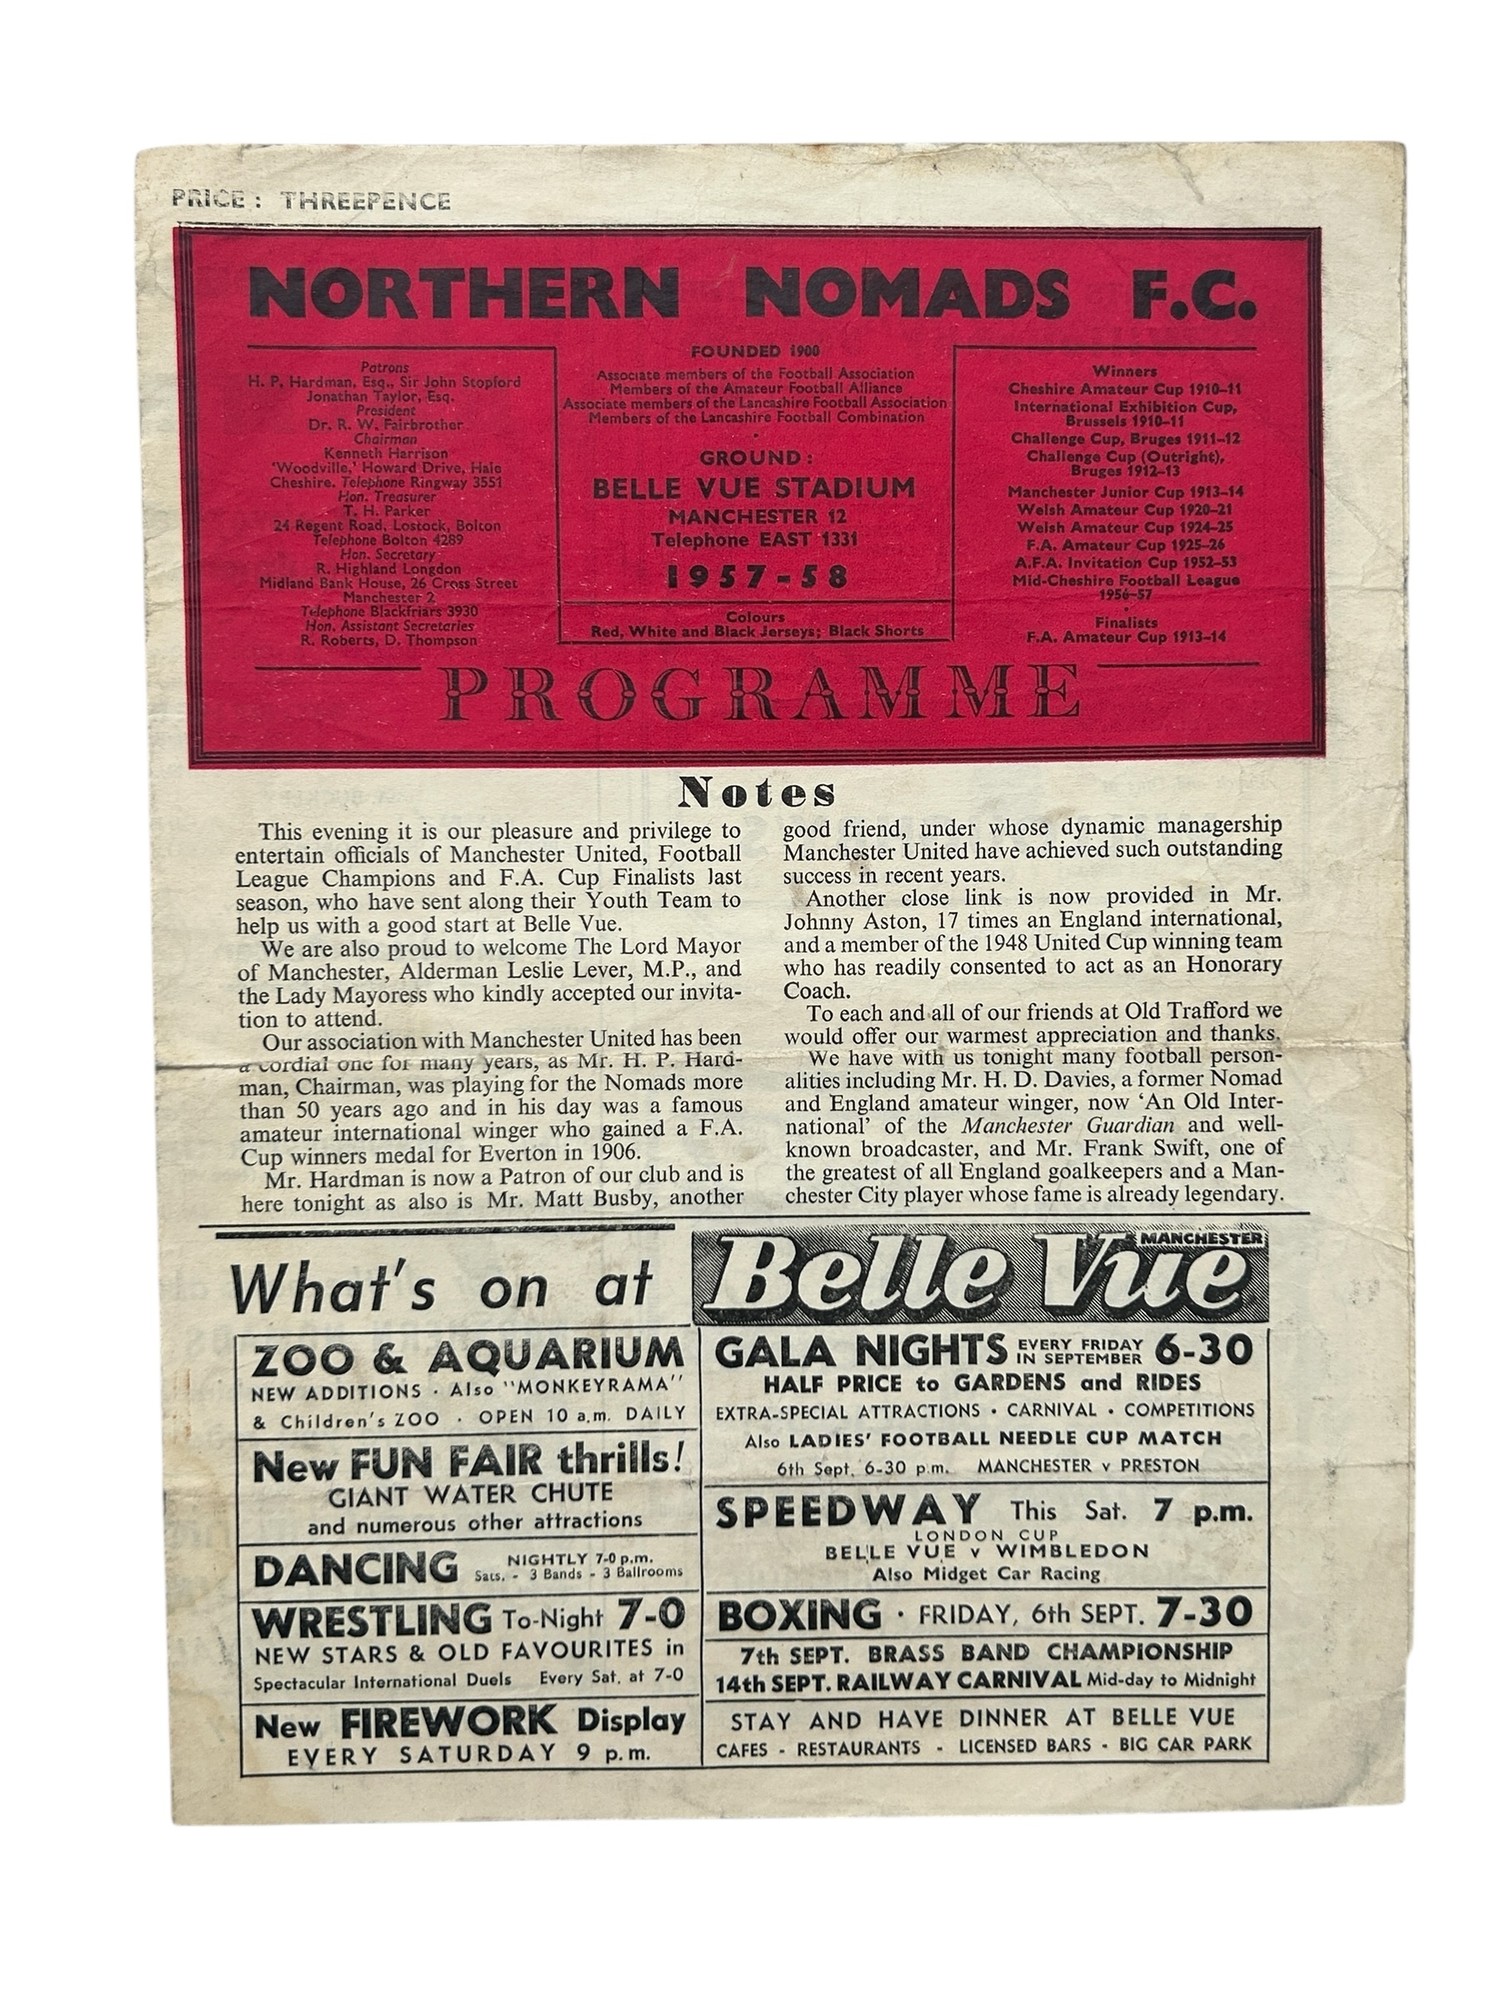 PRICE : THREEPENCE
NORTHERN NOMADS F.C.
Patrons
H. P. Hardman, Esq., Sir John Stopford
Jonathan Taylor, Esq.
President
Dr. R. W. Fairbrother
Chairman
Kenneth Harrison
'Woodville,' Howard Drive, Hale
Cheshire. Telephone Ringway 3551
Hon. Treasurer
T. H. Parker
24 Regent Road, Lostock, Bolton
Telephone Bolton 4289
Hon. Secretary
R. Highland Longdon
Midland Bank House, 26 Cross Street
Manchester 2
Telephone Blackfriars 3930
Hon. Assistant Secretaries
R. Roberts, D. Thompson
FOUNDED 1900
Associate members of the Football Association
Members of the Amateur Football Alliance
Associate members of the Lancashire Football Association
Members of the Lancashire Football Combination
GROUND :
BELLE VUE STADIUM
MANCHESTER 12
Telephone EAST 1331
1957-58
Colours
Red, White and Black Jerseys; Black Shorts
Winners
Cheshire Amateur Cup 1910–11
International Exhibition Cup,
Brussels 1910–11
Challenge Cup, Bruges 1911–12
Challenge Cup (Outright),
Bruges 1912–13
Manchester Junior Cup 1913–14
Welsh Amateur Cup 1920–21
Welsh Amateur Cup 1924–25
F.A. Amateur Cup 1925–26
A.F.A. Invitation Cup 1952–53
Mid-Cheshire Football League
1956–57
Finalists
F.A. Amateur Cup 1913–14
PROGRAMME
Notes
This evening it is our pleasure and privilege to
entertain officials of Manchester United, Football
League Champions and F.A. Cup Finalists last
season, who have sent along their Youth Team to
help us with a good start at Belle Vue.
We are also proud to welcome The Lord Mayor
of Manchester, Alderman Leslie Lever, M.P., and
the Lady Mayoress who kindly accepted our invita-
tion to attend.
Our association with Manchester United has been
a cordial one for many years, as Mr. H. P. Hard-
man, Chairman, was playing for the Nomads more
than 50 years ago and in his day was a famous
amateur international winger who gained a F.A.
Cup winners medal for Everton in 1906.
Mr. Hardman is now a Patron of our club and is
here tonight as also is Mr. Matt Busby, another
good friend, under whose dynamic managership
Manchester United have achieved such outstanding
success in recent years.
Another close link is now provided in Mr.
Johnny Aston, 17 times an England international,
and a member of the 1948 United Cup winning team
who has readily consented to act as an Honorary
Coach.
To each and all of our friends at Old Trafford we
would offer our warmest appreciation and thanks.
We have with us tonight many football person-
alities including Mr. H. D. Davies, a former Nomad
and England amateur winger, now 'An Old Inter-
national' of the Manchester Guardian and well-
known broadcaster, and Mr. Frank Swift, one of
the greatest of all England goalkeepers and a Man-
chester City player whose fame is already legendary.
What's on at Belle Vue MANCHESTER
ZOO & AQUARIUM
NEW ADDITIONS · Also "MONKEYRAMA"
& Children's ZOO · OPEN 10 a.m. DAILY
New FUN FAIR thrills!
GIANT WATER CHUTE
and numerous other attractions
DANCING NIGHTLY 7-0 p.m.
Sats. - 3 Bands - 3 Ballrooms
WRESTLING To-Night 7-0
NEW STARS & OLD FAVOURITES in
Spectacular International Duels Every Sat. at 7-0
New FIREWORK Display
EVERY SATURDAY 9 p.m.
GALA NIGHTS EVERY FRIDAY IN SEPTEMBER 6-30
HALF PRICE to GARDENS and RIDES
EXTRA-SPECIAL ATTRACTIONS · CARNIVAL · COMPETITIONS
Also LADIES' FOOTBALL NEEDLE CUP MATCH
6th Sept. 6-30 p.m. MANCHESTER v PRESTON
SPEEDWAY This Sat. 7 p.m.
LONDON CUP
BELLE VUE v WIMBLEDON
Also Midget Car Racing
BOXING · FRIDAY, 6th SEPT. 7-30
7th SEPT. BRASS BAND CHAMPIONSHIP
14th SEPT. RAILWAY CARNIVAL Mid-day to Midnight
STAY AND HAVE DINNER AT BELLE VUE
CAFES - RESTAURANTS - LICENSED BARS - BIG CAR PARK